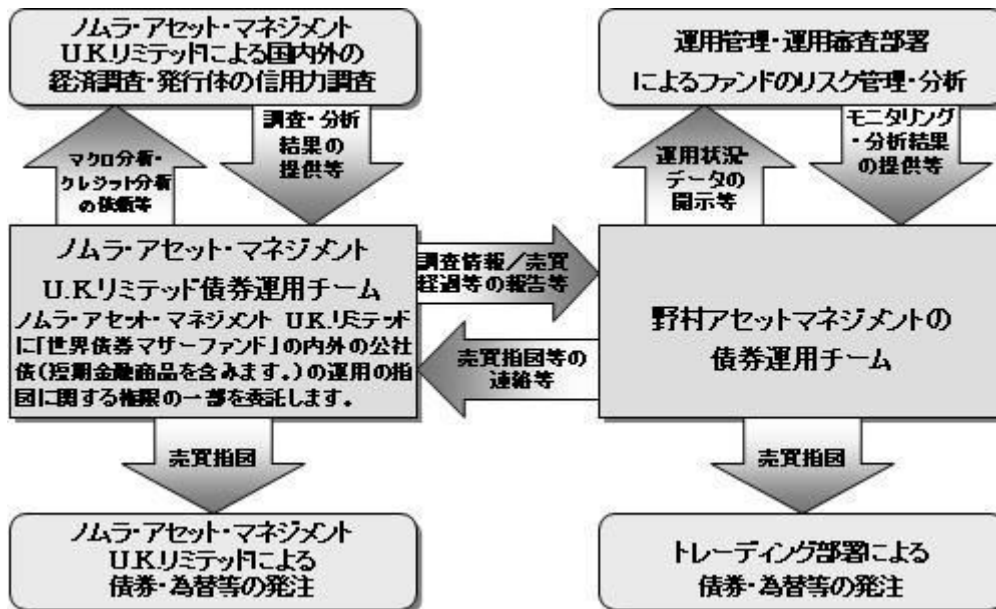 ノムラ・アセット・マネジメント
U.K.リミテッドによる国内外の
経済調査・発行体の信用力調査
運用管理・運用審査部署
によるファンドのリスク管理・分析
マクロ分析・
クレジット分析
の依頼等
調査・分析
結果の
提供等
運用状況・
データの
開示等
モニタリング
・分析結果
の提供等
ノムラ・アセット・マネジメント
U.K.リミテッド債券運用チーム
ノムラ・アセット・マネジメント U.K.リミテッド
に「世界債券マザーファンド」の内外の公社
債(短期金融商品を含みます。)の運用の指
図に関する権限の一部を委託します。
調査情報/売買
経過等の報告等
売買指図等の
連絡等
野村アセットマネジメントの
債券運用チーム
売買指図
売買指図
ノムラ・アセット・マネジメント
U.K.リミテッドによる
債券・為替等の発注
トレーディング部署による
債券・為替等の発注